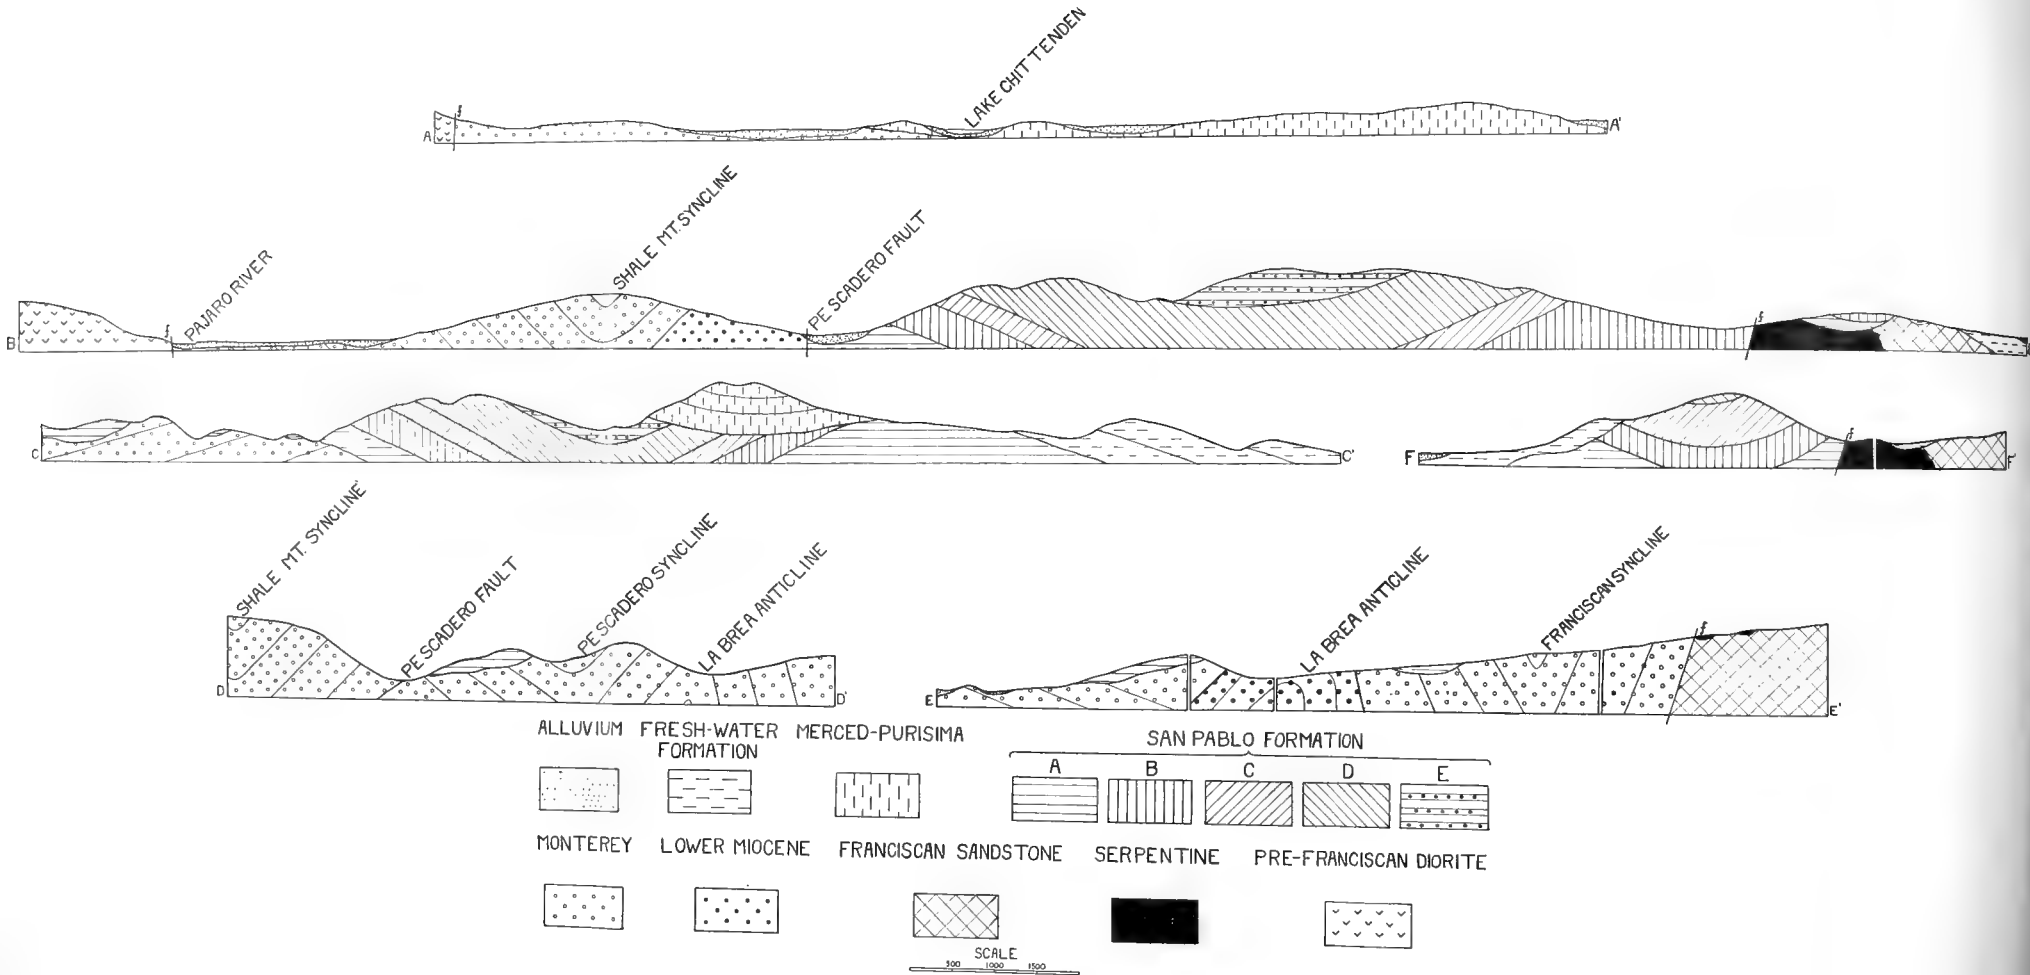 LAKE CHITTENDEN
f
A
A'
SHALE MT. SYNCLINE
PESCADERO FAULT
PAJARO RIVER
f
f
B
C
C'
f
F
F'
SHALE MT. SYNCLINE
PESCADERO FAULT
PESCADERO SYNCLINE
LA BREA ANTICLINE
LA BREA ANTICLINE
FRANCISCAN SYNCLINE
f
D
D'
E
E'
ALLUVIUM FRESH-WATER FORMATION MERCED-PURISIMA
SAN PABLO FORMATION
A B C D E
MONTEREY LOWER MIOCENE FRANCISCAN SANDSTONE SERPENTINE PRE-FRANCISCAN DIORITE
SCALE
500 1000 1500